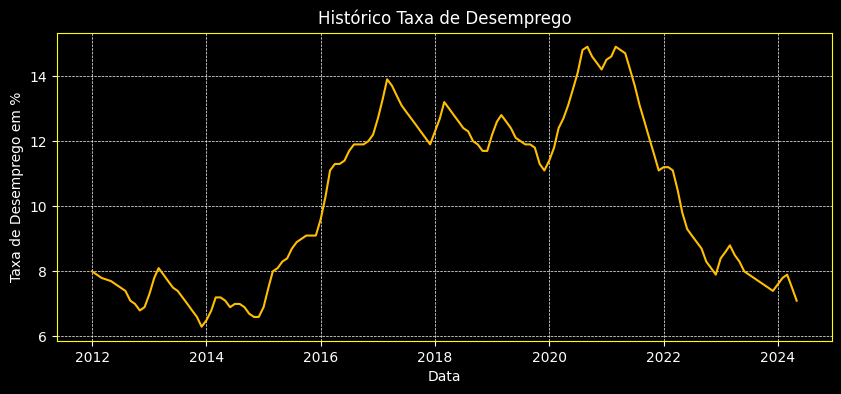 Histórico Taxa de Desemprego
Taxa de Desemprego em %
14
12
10
8
6
2012 2014 2016 2018 2020 2022 2024
Data